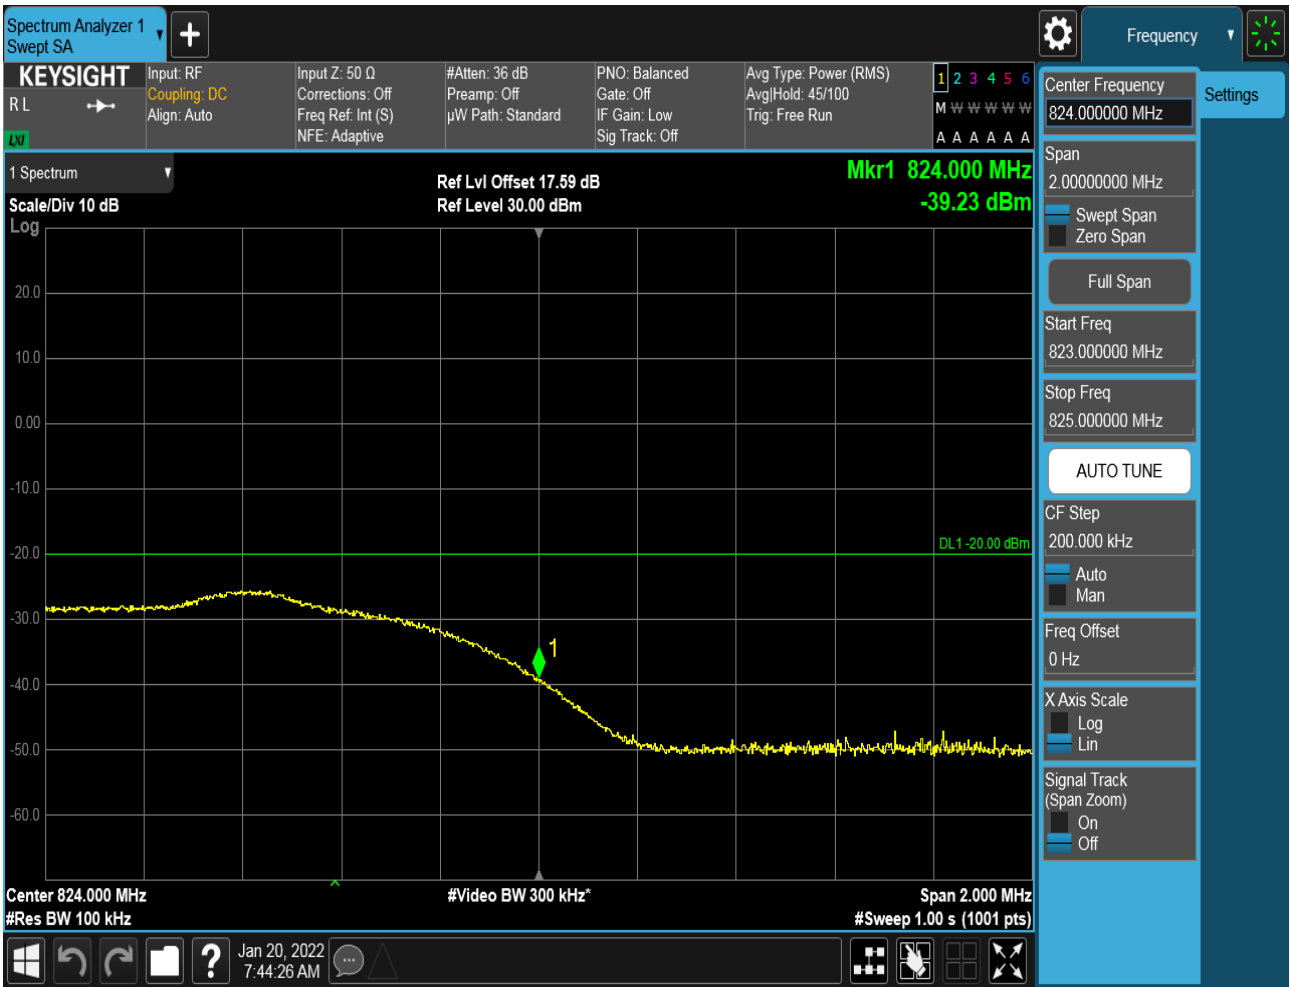 Spectrum Analyzer 1
Swept SA
Frequency
KEYSIGHT
R L
LXI
Input: RF
Coupling: DC
Align: Auto
Input Z: 50 Ω
Corrections: Off
Freq Ref: Int (S)
NFE: Adaptive
#Atten: 36 dB
Preamp: Off
µW Path: Standard
PNO: Balanced
Gate: Off
IF Gain: Low
Sig Track: Off
Avg Type: Power (RMS)
Avg|Hold: 45/100
Trig: Free Run
1 2 3 4 5 6
M W W W W W
A A A A A A
1 Spectrum
Scale/Div 10 dB
Log
Ref Lvl Offset 17.59 dB
Ref Level 30.00 dBm
Mkr1 824.000 MHz
-39.23 dBm
20.0
10.0
0.00
-10.0
-20.0
DL1 -20.00 dBm
-30.0
1
-40.0
-50.0
-60.0
Center 824.000 MHz
#Res BW 100 kHz
#Video BW 300 kHz*
Span 2.000 MHz
#Sweep 1.00 s (1001 pts)
?
Jan 20, 2022
7:44:26 AM
Center Frequency
824.000000 MHz
Settings
Span
2.00000000 MHz
Swept Span
Zero Span
Full Span
Start Freq
823.000000 MHz
Stop Freq
825.000000 MHz
AUTO TUNE
CF Step
200.000 kHz
Auto
Man
Freq Offset
0 Hz
X Axis Scale
Log
Lin
Signal Track
(Span Zoom)
On
Off